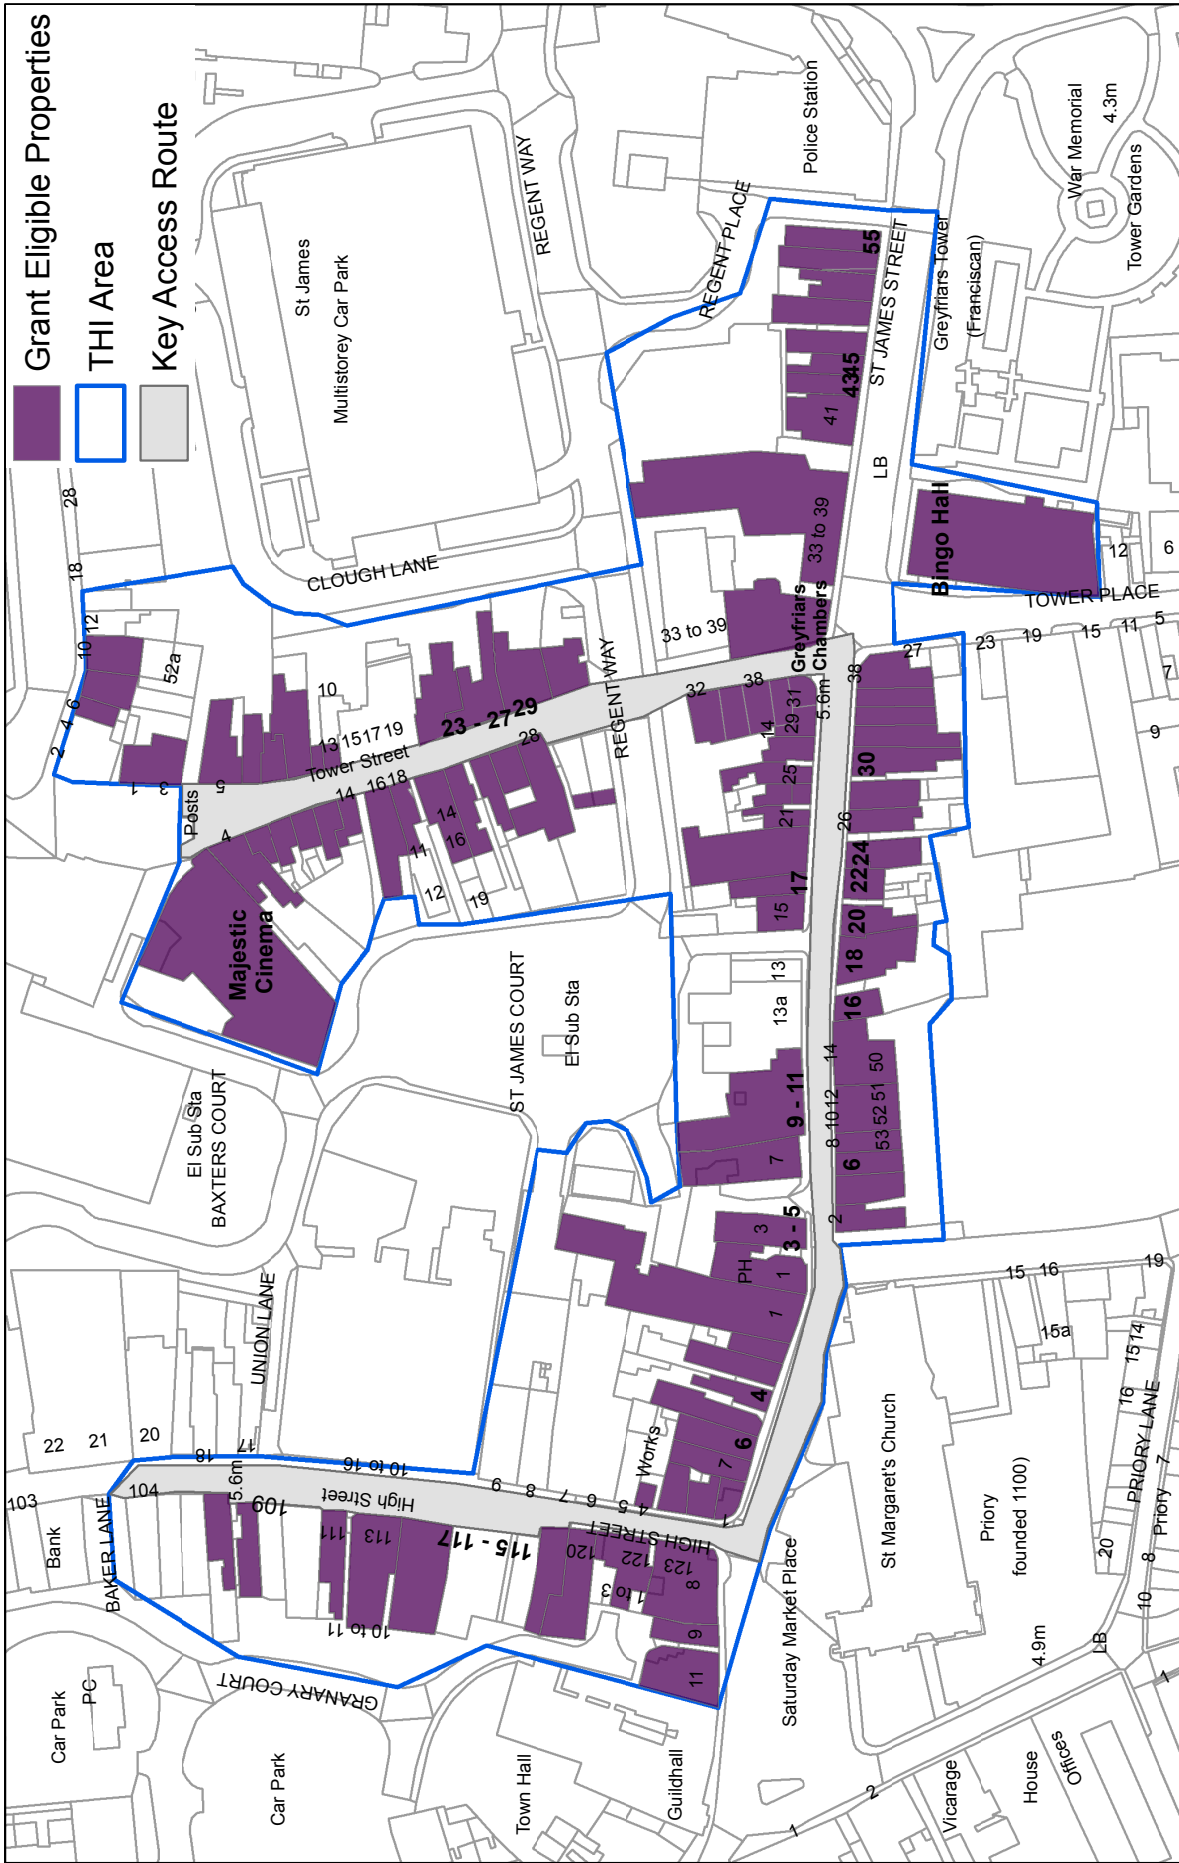 Grant Eligible Properties
THI Area
Key Access Route
Car Park
PC
Car Park
Town Hall
Guildhall
Vicarage
House
Offices
1
2
1
GRANARY COURT
Saturday Market Place
4.9m
LB
10
8
Priory
7
20
PRIORY LANE
16
15
14
19
15a
15
16
Priory
founded 1100)
St Margaret's Church
103
Bank
BAKER LANE
104
22
21
20
18
17
5.6m
109
111
113
10 to 11
10 to 16
High Street
115 - 117
120
122
1 to 3
123
8
9
11
HIGH STREET
9
8
7
6
5
4
Works
1
7
6
4
1
1
PH
3
3 - 5
7
9 - 11
13a
13
15
17
21
25
29
31
14
38
32
5.6m
UNION LANE
El Sub Sta
BAXTERS COURT
ST JAMES COURT
El Sub Sta
Majestic
Cinema
Posts
4
14
16
18
11
12
14
16
19
28
Tower Street
1
3
5
2
4
6
10
12
18
28
52a
10
13
15
17
19
23 - 27
29
CLOUGH LANE
REGENT WAY
REGENT WAY
St James
Multistorey Car Park
REGENT PLACE
Police Station
33 to 39
Greyfriars
Chambers
33 to 39
41
43
45
55
ST JAMES STREET
LB
Greyfriars Tower
(Franciscan)
War Memorial
4.3m
Tower Gardens
Bingo Hall
TOWER PLACE
12
6
5
11
15
19
23
27
7
9
38
30
26
24
22
20
18
16
14
12
10
8
6
2
50
51
52
53